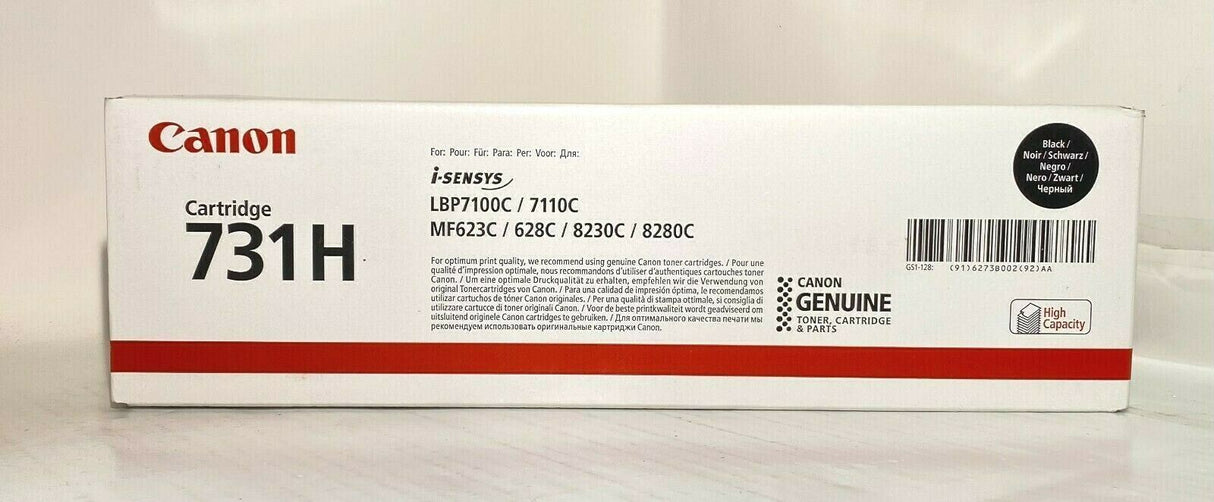 Canon
Cartridge
731H
For: Pour: Für: Para: Per: Voor: Для:
i-SENSYS
LBP7100C / 7110C
MF623C / 628C / 8230C / 8280C
For optimum print quality, we recommend using genuine Canon toner cartridges. / Pour une
qualité d'impression optimale, nous recommandons d'utiliser d'authentiques cartouches toner
Canon. / Um eine optimale Druckqualität zu erhalten, empfehlen wir die Verwendung von
original Tonercartridges von Canon. / Para una calidad de impresión óptima, le recomendamos
utilizar cartuchos de tóner Canon originales. / Per una qualità di stampa ottimale, si consiglia di
utilizzare cartucce di toner originali Canon. / Voor de beste printkwaliteit wordt geadviseerd om
uitsluitend originele Canon cartridges te gebruiken. / Для оптимального качества печати мы
рекомендуем использовать оригинальные картриджи Canon.
CANON
GENUINE
TONER, CARTRIDGE
& PARTS
Black /
Noir / Schwarz /
Negro /
Nero / Zwart /
Черный
GS1-128: (91)6273B002(92)AA
High
Capacity